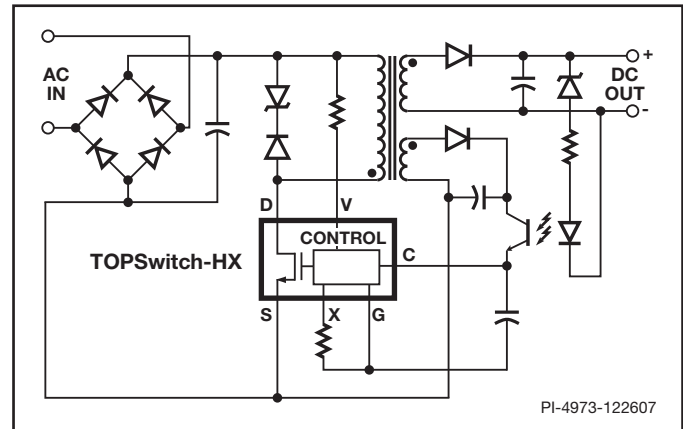 AC
IN
+
DC
OUT
-
D
V
CONTROL
C
TOPSwitch-HX
S
X
G
PI-4973-122607